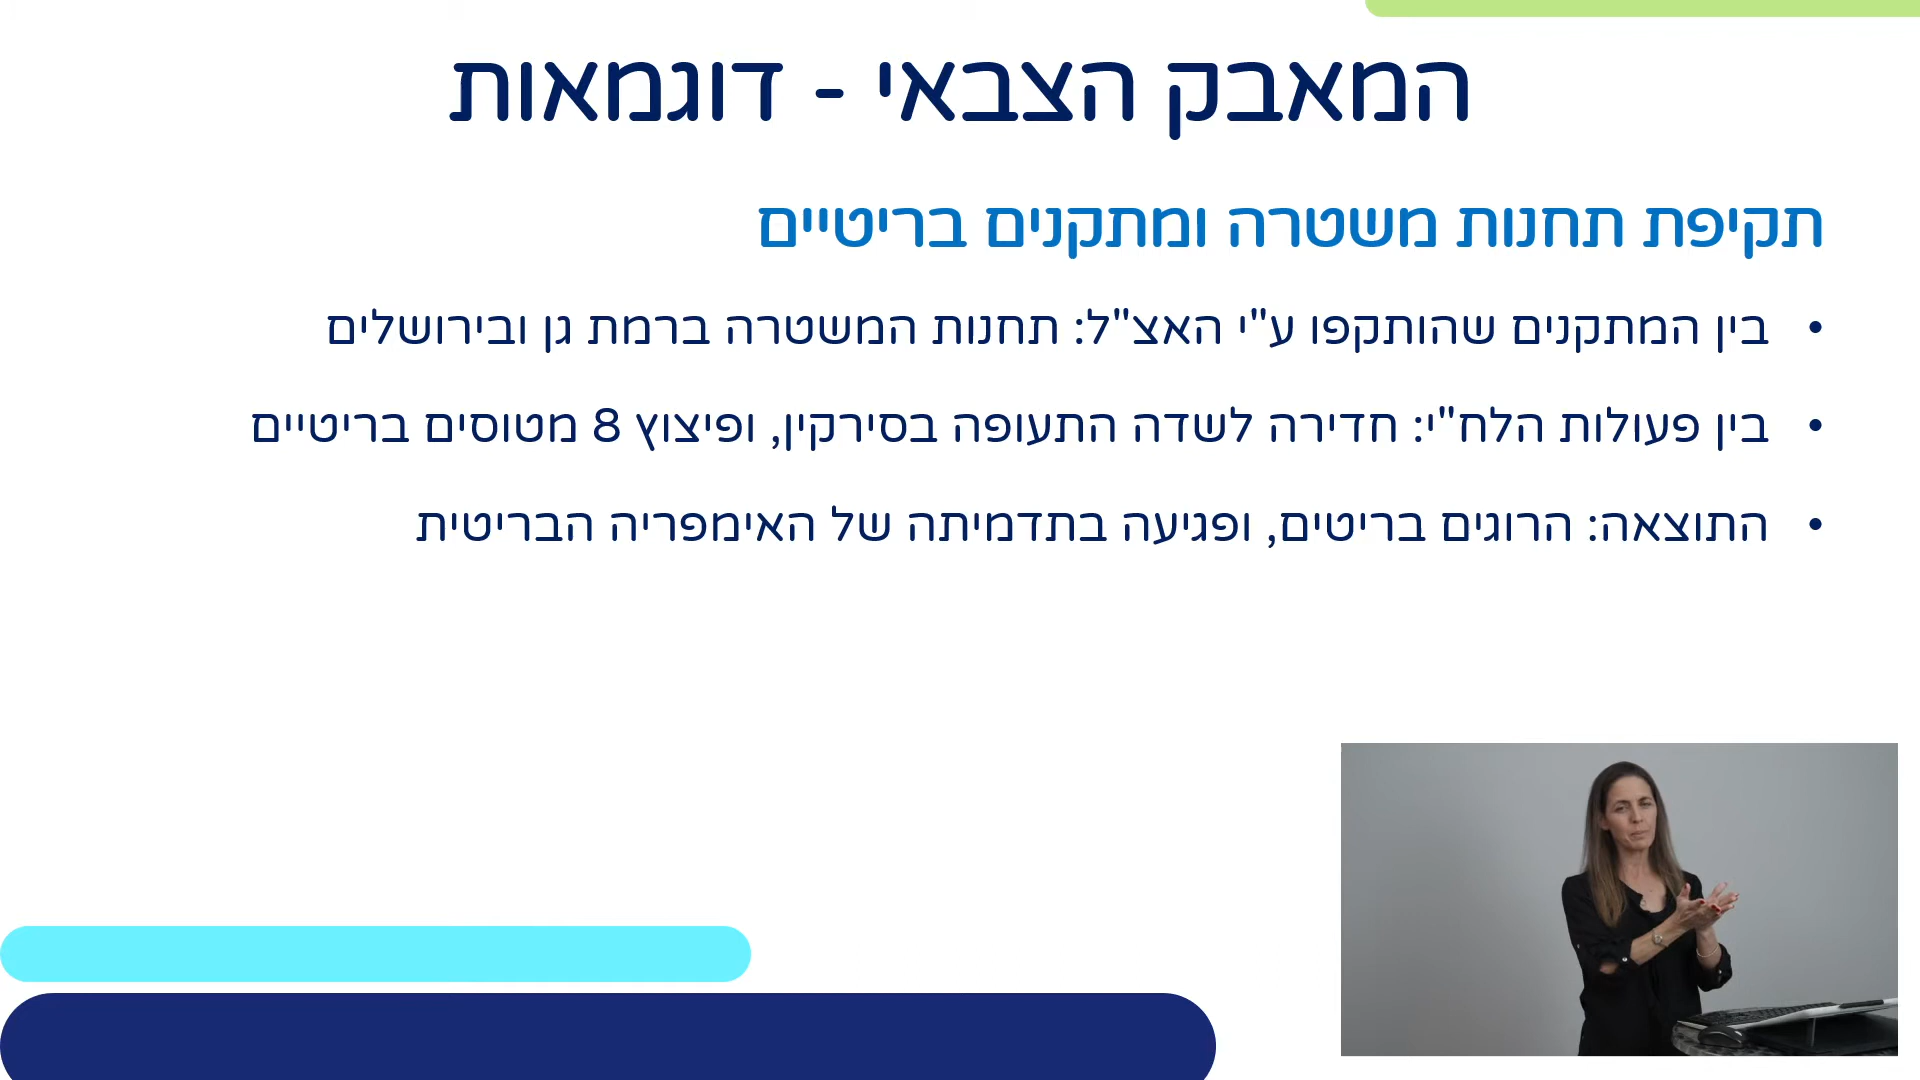 המאבק הצבאי - דוגמאות
תקיפת תחנות משטרה ומתקנים בריטיים
• בין המתקנים שהותקפו ע"י האצ"ל: תחנות המשטרה ברמת גן ובירושלים
• בין פעולות הלח"י: חדירה לשדה התעופה בסירקין, ופיצוץ 8 מטוסים בריטיים
• התוצאה: הרוגים בריטים, ופגיעה בתדמיתה של האימפריה הבריטית